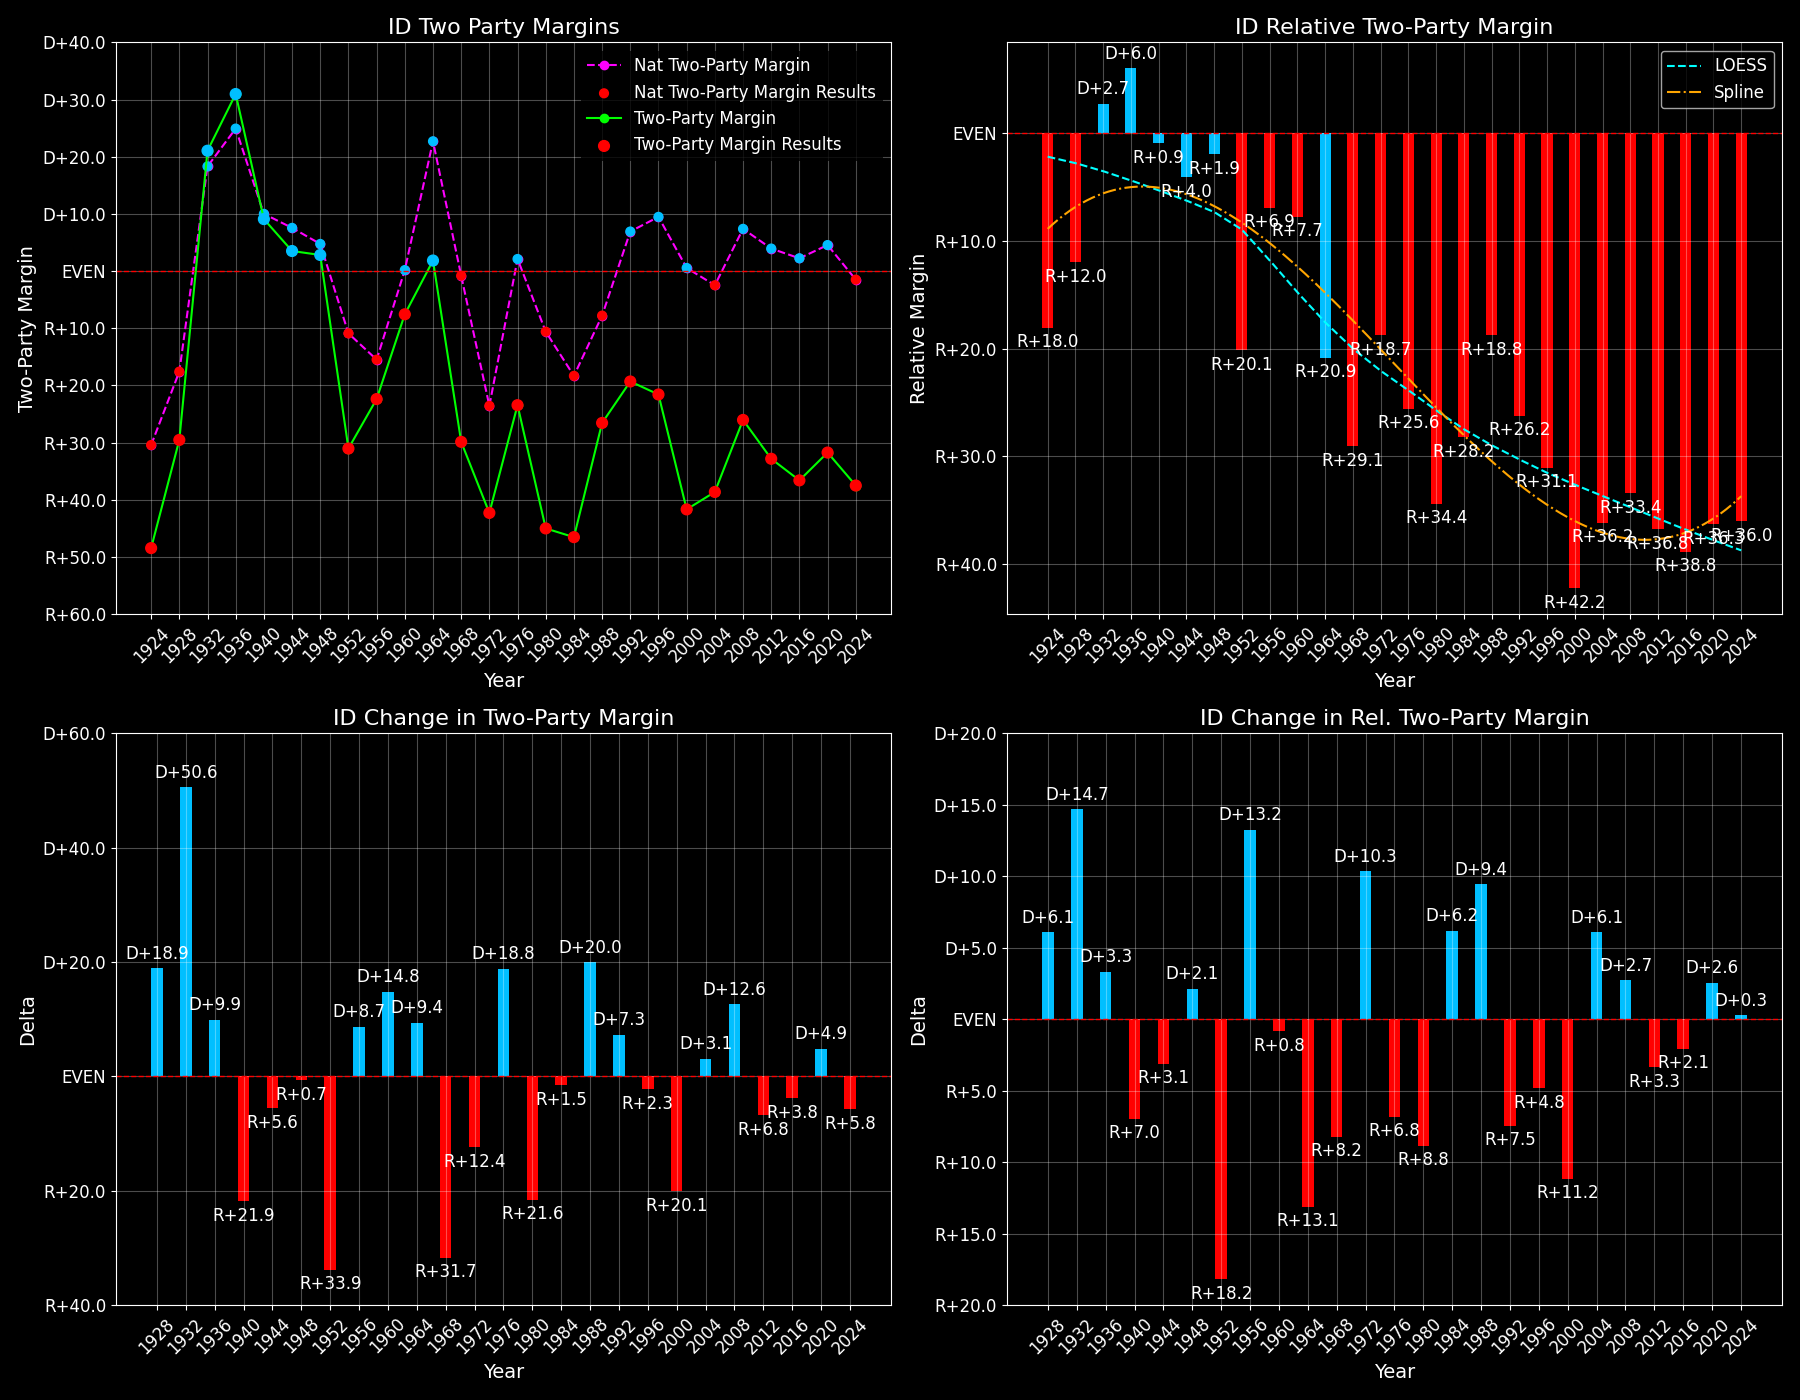 ID Two Party Margins
D+40.0
D+30.0
D+20.0
D+10.0
EVEN
R+10.0
R+20.0
R+30.0
R+40.0
R+50.0
R+60.0
Two-Party Margin
Nat Two-Party Margin
Nat Two-Party Margin Results
Two-Party Margin
Two-Party Margin Results
1924 1928 1932 1936 1940 1944 1948 1952 1956 1960 1964 1968 1972 1976 1980 1984 1988 1992 1996 2000 2004 2008 2012 2016 2020 2024
Year
ID Relative Two-Party Margin
EVEN
R+10.0
R+20.0
R+30.0
R+40.0
Relative Margin
LOESS
Spline
R+18.0 R+12.0 D+2.7 D+6.0 R+0.9 R+4.0 R+1.9 R+20.1 R+6.9 R+7.7 R+20.9 R+29.1 R+18.7 R+25.6 R+34.4 R+28.2 R+18.8 R+26.2 R+31.1 R+42.2 R+36.2 R+33.4 R+36.8 R+38.8 R+36.3 R+36.0
1924 1928 1932 1936 1940 1944 1948 1952 1956 1960 1964 1968 1972 1976 1980 1984 1988 1992 1996 2000 2004 2008 2012 2016 2020 2024
Year
ID Change in Two-Party Margin
D+60.0
D+40.0
D+20.0
EVEN
R+20.0
R+40.0
Delta
D+18.9 D+50.6 D+9.9 R+21.9 R+5.6 R+0.7 R+33.9 D+8.7 D+14.8 D+9.4 R+31.7 R+12.4 D+18.8 R+21.6 R+1.5 D+20.0 D+7.3 R+2.3 R+20.1 D+3.1 D+12.6 R+6.8 R+3.8 D+4.9 R+5.8
1928 1932 1936 1940 1944 1948 1952 1956 1960 1964 1968 1972 1976 1980 1984 1988 1992 1996 2000 2004 2008 2012 2016 2020 2024
Year
ID Change in Rel. Two-Party Margin
D+20.0
D+15.0
D+10.0
D+5.0
EVEN
R+5.0
R+10.0
R+15.0
R+20.0
Delta
D+6.1 D+14.7 D+3.3 R+7.0 R+3.1 D+2.1 R+18.2 D+13.2 R+0.8 R+13.1 R+8.2 D+10.3 R+6.8 R+8.8 D+6.2 D+9.4 R+7.5 R+4.8 R+11.2 D+6.1 D+2.7 R+3.3 R+2.1 D+2.6 D+0.3
1928 1932 1936 1940 1944 1948 1952 1956 1960 1964 1968 1972 1976 1980 1984 1988 1992 1996 2000 2004 2008 2012 2016 2020 2024
Year